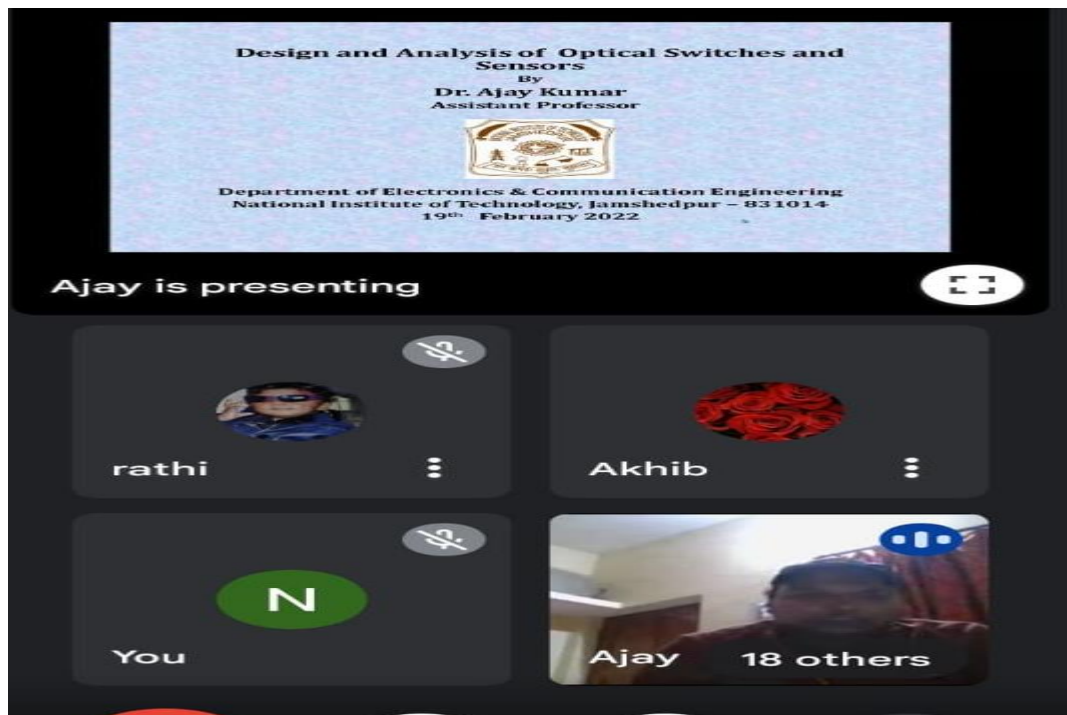 Design and Analysis of Optical Switches and
Sensors
By
Dr. Ajay Kumar
Assistant Professor
Department of Electronics & Communication Engineering
National Institute of Technology, Jamshedpur – 831014
19th February 2022
Ajay is presenting
rathi
Akhib
N
You
Ajay
18 others